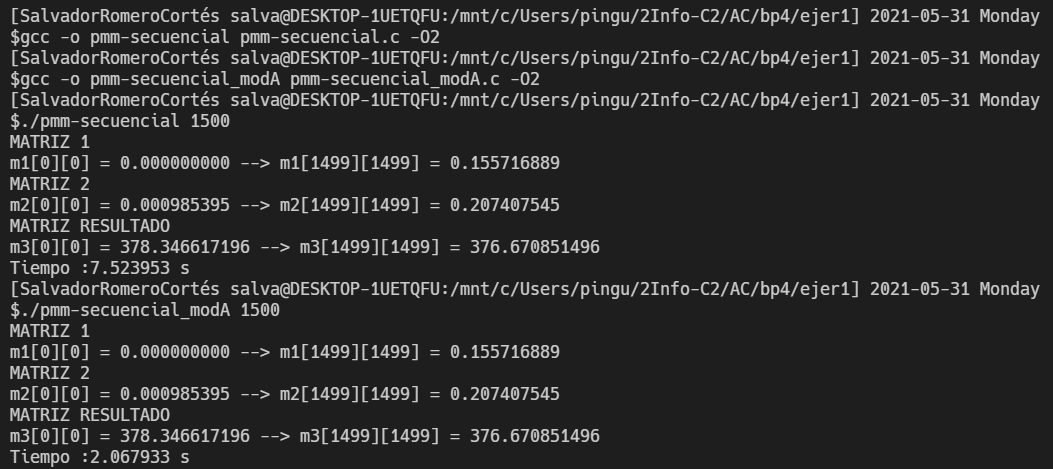 [SalvadorRomeroCortés salva@DESKTOP-1UETQFU:/mnt/c/Users/pingu/2Info-C2/AC/bp4/ejer1] 2021-05-31 Monday
$gcc -o pmm-secuencial pmm-secuencial.c -O2
[SalvadorRomeroCortés salva@DESKTOP-1UETQFU:/mnt/c/Users/pingu/2Info-C2/AC/bp4/ejer1] 2021-05-31 Monday
$gcc -o pmm-secuencial_modA pmm-secuencial_modA.c -O2
[SalvadorRomeroCortés salva@DESKTOP-1UETQFU:/mnt/c/Users/pingu/2Info-C2/AC/bp4/ejer1] 2021-05-31 Monday
$./pmm-secuencial 1500
MATRIZ 1
m1[0][0] = 0.000000000 --> m1[1499][1499] = 0.155716889
MATRIZ 2
m2[0][0] = 0.000985395 --> m2[1499][1499] = 0.207407545
MATRIZ RESULTADO
m3[0][0] = 378.346617196 --> m3[1499][1499] = 376.670851496
Tiempo :7.523953 s
[SalvadorRomeroCortés salva@DESKTOP-1UETQFU:/mnt/c/Users/pingu/2Info-C2/AC/bp4/ejer1] 2021-05-31 Monday
$./pmm-secuencial_modA 1500
MATRIZ 1
m1[0][0] = 0.000000000 --> m1[1499][1499] = 0.155716889
MATRIZ 2
m2[0][0] = 0.000985395 --> m2[1499][1499] = 0.207407545
MATRIZ RESULTADO
m3[0][0] = 378.346617196 --> m3[1499][1499] = 376.670851496
Tiempo :2.067933 s